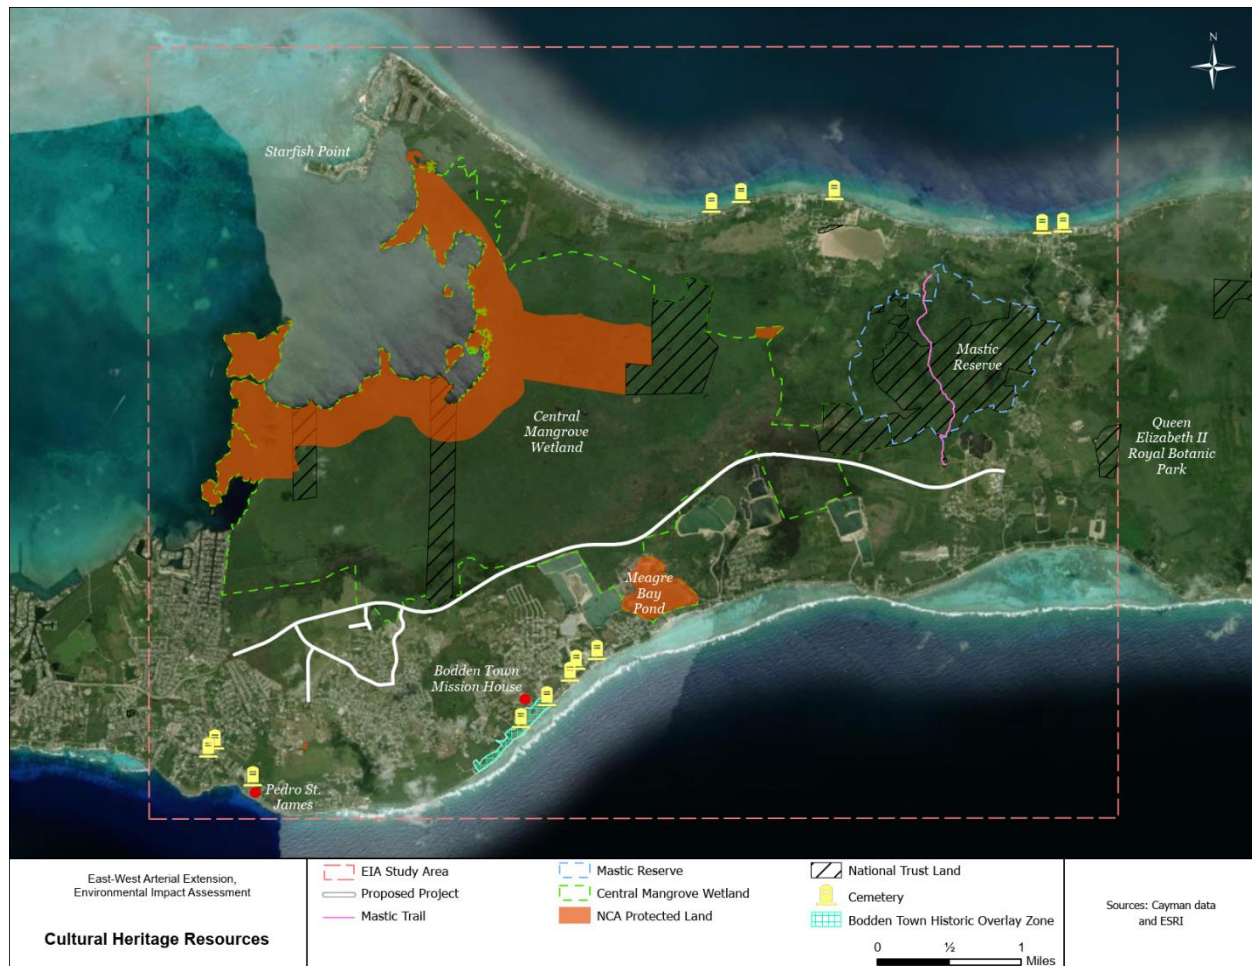 N
Starfish Point
Mastic
Reserve
Central
Mangrove
Wetland
Queen
Elizabeth II
Royal Botanic
Park
Meagre
Bay
Pond
Bodden Town
Mission House
Pedro St.
James
East-West Arterial Extension,
Environmental Impact Assessment
Cultural Heritage Resources
EIA Study Area
Proposed Project
Mastic Trail
Mastic Reserve
Central Mangrove Wetland
NCA Protected Land
National Trust Land
Cemetery
Bodden Town Historic Overlay Zone
0 ½ 1
Miles
Sources: Cayman data
and ESRI